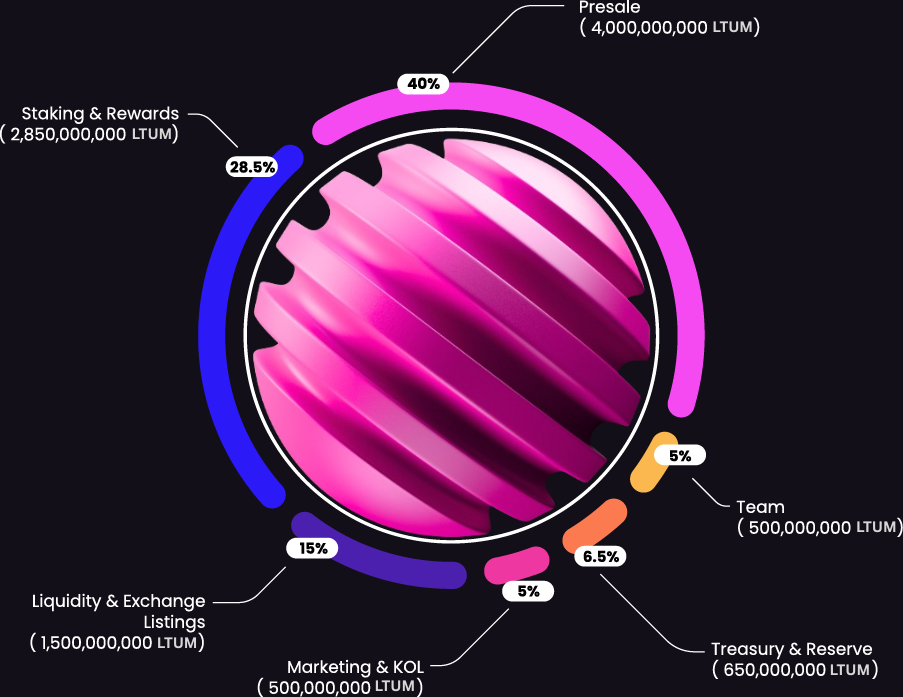 Presale
( 4,000,000,000 LTUM)
40%
Staking & Rewards
( 2,850,000,000 LTUM)
28.5%
5%
Team
( 500,000,000 LTUM)
15%
6.5%
5%
Liquidity & Exchange
Listings
( 1,500,000,000 LTUM)
Treasury & Reserve
( 650,000,000 LTUM)
Marketing & KOL
( 500,000,000 LTUM)